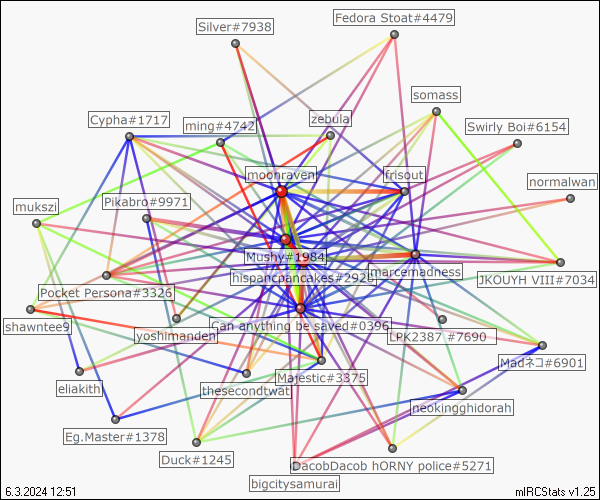 Silver#7938
Fedora Stoat#4479
somass
Cypha#1717
ming#4742
zebula
Swirly Boi#6154
moonraven
frisout
normalwan
mukszi
Pikabro#9971
Mushy#1984
hispancpancakes#2926
marcemadness
JKOUYH VIII#7034
Pocket Persona#3326
shawntee9
yoshimanden
Can anything be saved#0396
LPK2387 #7690
Madネコ#6901
eliakith
thesecondtwat
Majestic#3375
neokingghidorah
Eg.Master#1378
Duck#1245
DacobDacob hORNY police#5271
bigcitysamurai
6.3.2024 12:51
mIRCStats v1.25